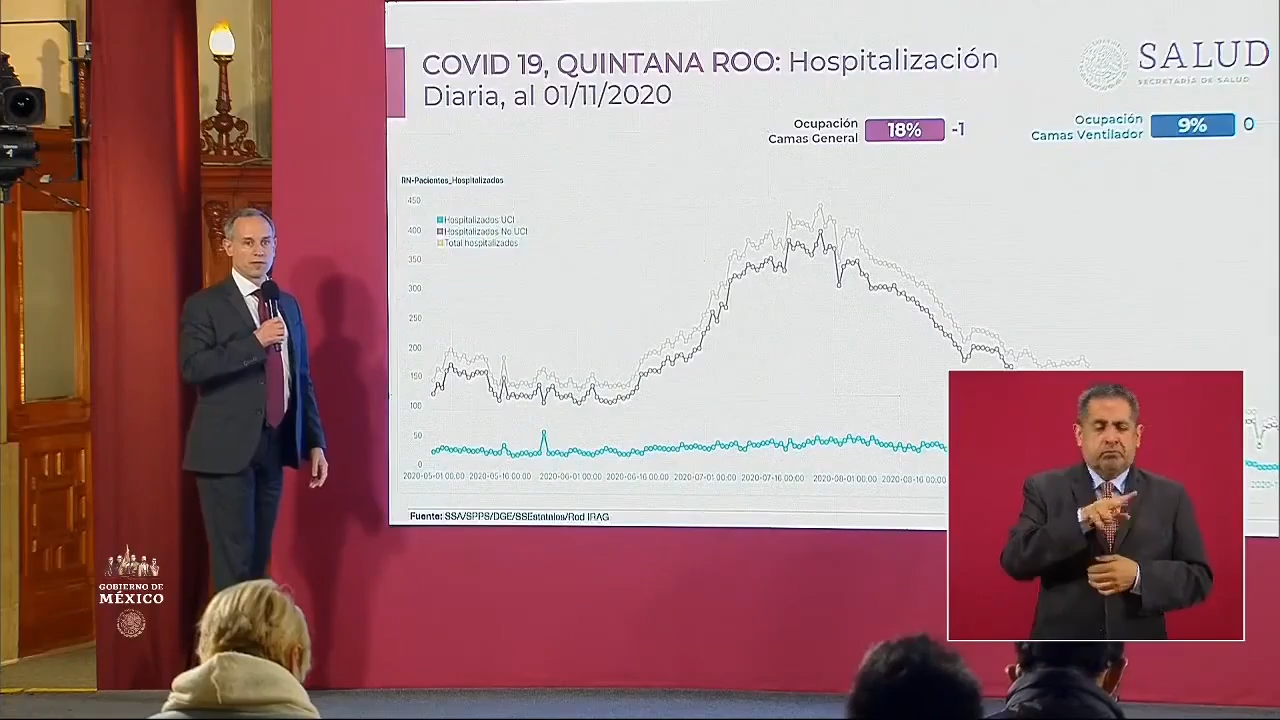 COVID 19, QUINTANA ROO: Hospitalización
Diaria, al 01/11/2020
SALUD
SECRETARÍA DE SALUD
Ocupación
Camas General
18%
-1
Ocupación
Camas Ventilador
9%
0
RN-Pacientes_Hospitalizados
450
400
350
300
250
200
150
100
50
0
Hospitalizados UCI
Hospitalizados No UCI
Total hospitalizados
2020-05-01 00:00 2020-05-16 00:00 2020-06-01 00:00 2020-06-16 00:00 2020-07-01 00:00 2020-07-16 00:00 2020-08-01 00:00 2020-08-16 00:00
Fuente: SSA/SPPS/DGE/SSEstatales/Red IRAG
GOBIERNO DE
MÉXICO
4